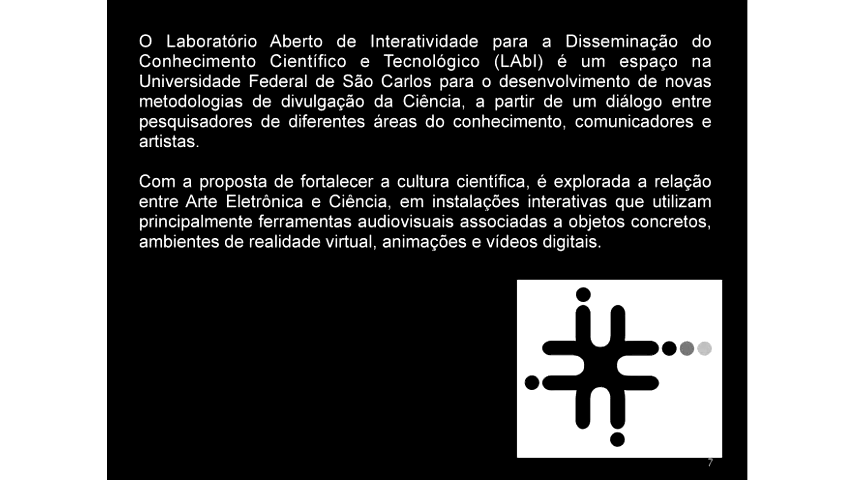 O Laboratório Aberto de Interatividade para a Disseminação do
Conhecimento Científico e Tecnológico (LAbI) é um espaço na
Universidade Federal de São Carlos para o desenvolvimento de novas
metodologias de divulgação da Ciência, a partir de um diálogo entre
pesquisadores de diferentes áreas do conhecimento, comunicadores e
artistas.
Com a proposta de fortalecer a cultura científica, é explorada a relação
entre Arte Eletrônica e Ciência, em instalações interativas que utilizam
principalmente ferramentas audiovisuais associadas a objetos concretos,
ambientes de realidade virtual, animações e vídeos digitais.
7